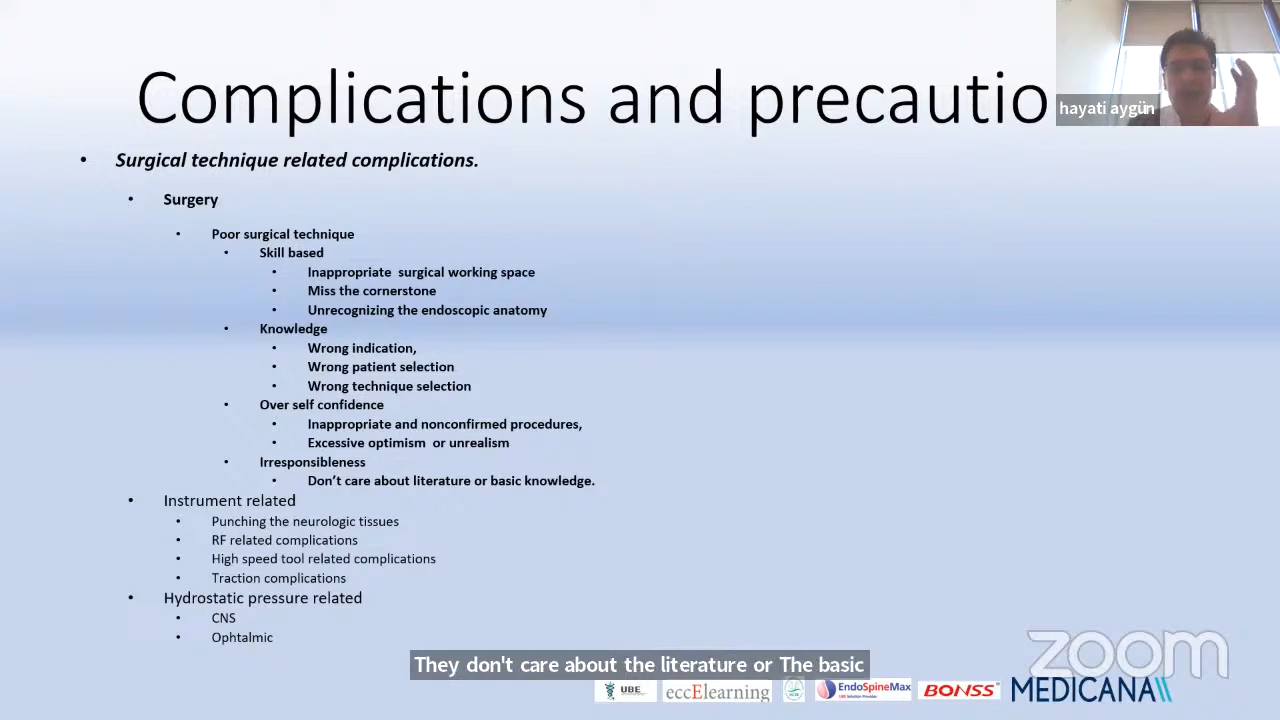 Complications and precautio
hayati aygün
• Surgical technique related complications.
• Surgery
• Poor surgical technique
• Skill based
• Inappropriate surgical working space
• Miss the cornerstone
• Unrecognizing the endoscopic anatomy
• Knowledge
• Wrong indication,
• Wrong patient selection
• Wrong technique selection
• Over self confidence
• Inappropriate and nonconfirmed procedures,
• Excessive optimism or unrealism
• Irresponsibleness
• Don't care about literature or basic knowledge.
• Instrument related
• Punching the neurologic tissues
• RF related complications
• High speed tool related complications
• Traction complications
• Hydrostatic pressure related
• CNS
• Ophtalmic
They don't care about the literature or The basic
zoom
UBE
eccElearning
EndoSpineMax
BONSS
MEDICANA